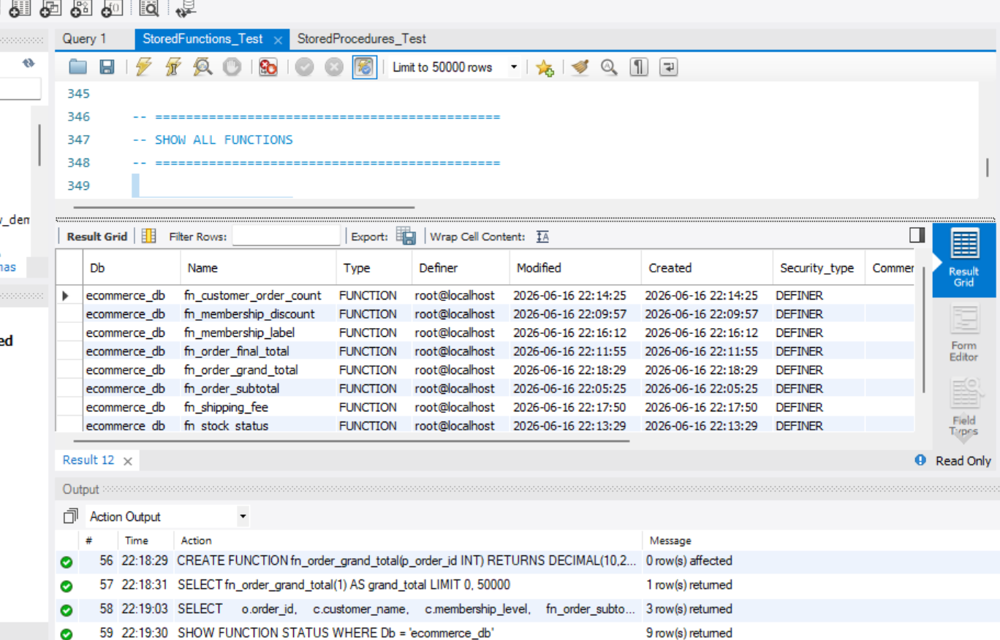 Query 1 StoredFunctions_Test StoredProcedures_Test
Limit to 50000 rows
345
346 -- =============================================
347 -- SHOW ALL FUNCTIONS
348 -- =============================================
349
Result Grid Filter Rows: Export: Wrap Cell Content:
Db Name Type Definer Modified Created Security_type Commer
ecommerce_db fn_customer_order_count FUNCTION root@localhost 2026-06-16 22:14:25 2026-06-16 22:14:25 DEFINER
ecommerce_db fn_membership_discount FUNCTION root@localhost 2026-06-16 22:09:57 2026-06-16 22:09:57 DEFINER
ecommerce_db fn_membership_label FUNCTION root@localhost 2026-06-16 22:16:12 2026-06-16 22:16:12 DEFINER
ecommerce_db fn_order_final_total FUNCTION root@localhost 2026-06-16 22:11:55 2026-06-16 22:11:55 DEFINER
ecommerce_db fn_order_grand_total FUNCTION root@localhost 2026-06-16 22:18:29 2026-06-16 22:18:29 DEFINER
ecommerce_db fn_order_subtotal FUNCTION root@localhost 2026-06-16 22:05:25 2026-06-16 22:05:25 DEFINER
ecommerce_db fn_shipping_fee FUNCTION root@localhost 2026-06-16 22:17:50 2026-06-16 22:17:50 DEFINER
ecommerce_db fn_stock_status FUNCTION root@localhost 2026-06-16 22:13:29 2026-06-16 22:13:29 DEFINER
Result
Grid
Form
Editor
Field
Types
_den
nas
ed
Result 12 Read Only
Output
Action Output
# Time Action Message
56 22:18:29 CREATE FUNCTION fn_order_grand_total(p_order_id INT) RETURNS DECIMAL(10,2... 0 row(s) affected
57 22:18:31 SELECT fn_order_grand_total(1) AS grand_total LIMIT 0, 50000 1 row(s) returned
58 22:19:03 SELECT o.order_id, c.customer_name, c.membership_level, fn_order_subto... 3 row(s) returned
59 22:19:30 SHOW FUNCTION STATUS WHERE Db = 'ecommerce_db' 9 row(s) returned